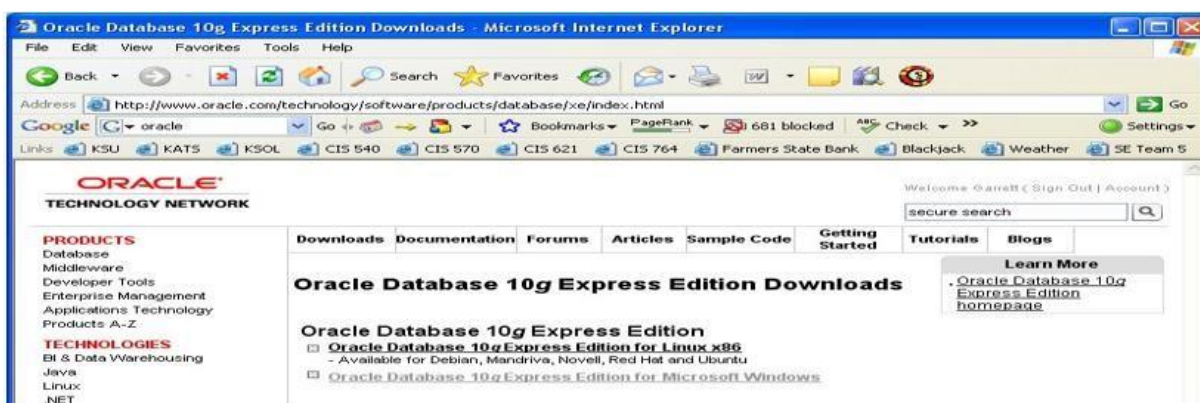 Oracle Database 10g Express Edition Downloads - Microsoft Internet Explorer
File Edit View Favorites Tools Help
Back Search Favorites
Address http://www.oracle.com/technology/software/products/database/xe/index.html Go
Google G oracle Go Bookmarks PageRank 681 blocked ABC Check >> Settings
Links KSU KATS KSOL CIS 540 CIS 570 CIS 621 CIS 764 Farmers State Bank Blackjack Weather SE Team 5
ORACLE
TECHNOLOGY NETWORK
Welcome Garrett ( Sign Out | Account )
secure search
Downloads Documentation Forums Articles Sample Code Getting Started Tutorials Blogs
PRODUCTS
Database
Middleware
Developer Tools
Enterprise Management
Applications Technology
Products A-Z
TECHNOLOGIES
BI & Data Warehousing
Java
Linux
.NET
Oracle Database 10g Express Edition Downloads
Oracle Database 10g Express Edition
Oracle Database 10g Express Edition for Linux x86
- Available for Debian, Mandriva, Novell, Red Hat and Ubuntu
Oracle Database 10g Express Edition for Microsoft Windows
Learn More
. Oracle Database 10g
Express Edition
homepage